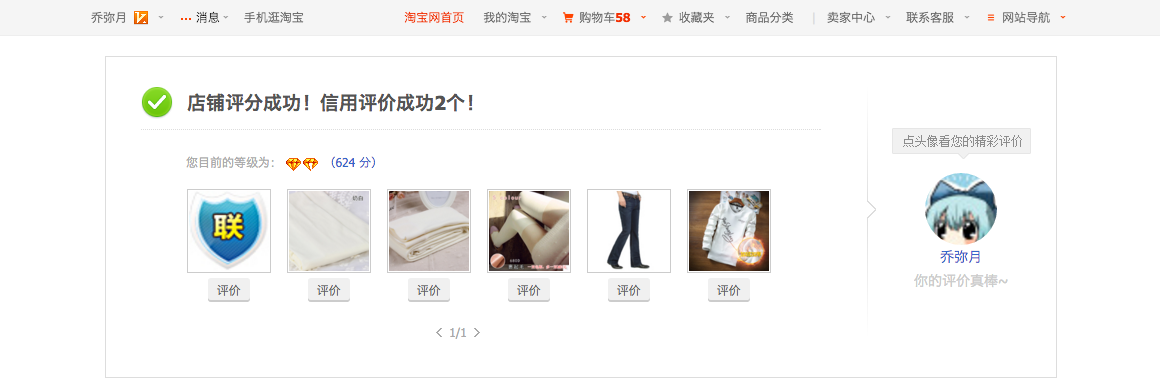 乔弥月 消息 手机逛淘宝 淘宝网首页 我的淘宝 购物车58 收藏夹 商品分类 | 卖家中心 联系客服 网站导航
店铺评分成功！信用评价成功2个！
点头像看您的精彩评价
您目前的等级为： （624 分）
联
乔弥月
你的评价真棒~
评价 评价 评价 评价 评价 评价
1/1